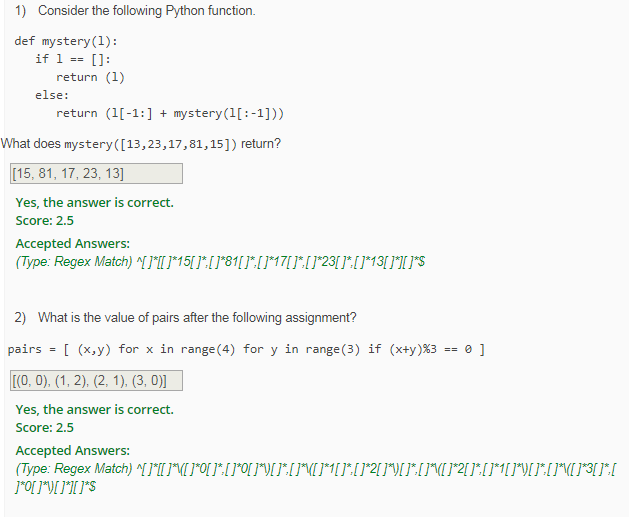 1) Consider the following Python function.
def mystery(l):
if l == []:
return (l)
else:
return (l[-1:] + mystery(l[:-1]))
What does mystery([13,23,17,81,15]) return?
[15, 81, 17, 23, 13]
Yes, the answer is correct.
Score: 2.5
Accepted Answers:
(Type: Regex Match) ^[ ]*\[[ ]*15[ ]*,[ ]*81[ ]*,[ ]*17[ ]*,[ ]*23[ ]*,[ ]*13[ ]*\][ ]*$
2) What is the value of pairs after the following assignment?
pairs = [ (x,y) for x in range(4) for y in range(3) if (x+y)%3 == 0 ]
[(0, 0), (1, 2), (2, 1), (3, 0)]
Yes, the answer is correct.
Score: 2.5
Accepted Answers:
(Type: Regex Match) ^[ ]*\[[ ]*\([ ]*0[ ]*,[ ]*0[ ]*\)[ ]*,[ ]*\([ ]*1[ ]*,[ ]*2[ ]*\)[ ]*,[ ]*\([ ]*2[ ]*,[ ]*1[ ]*\)[ ]*,[ ]*\([ ]*3[ ]*,[
]*0[ ]*\)[ ]*\][ ]*$